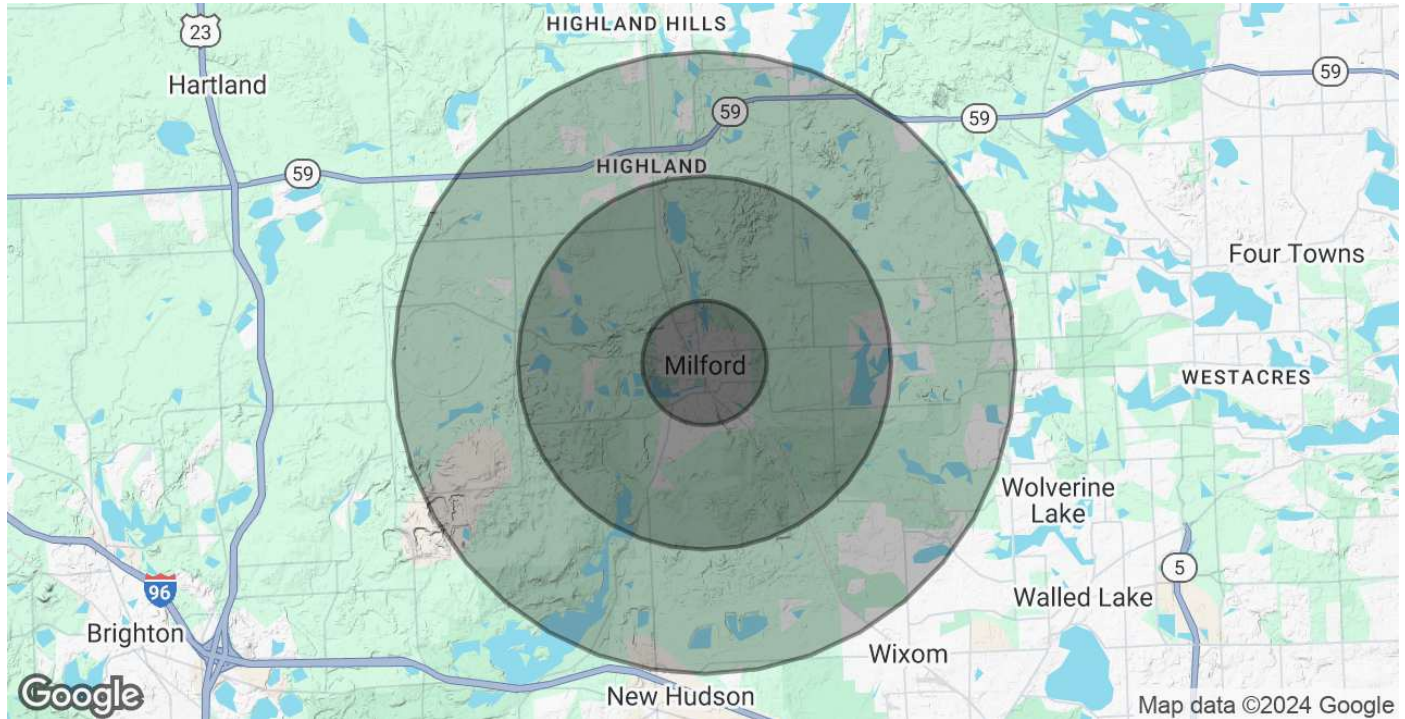 HIGHLAND HILLS
23
Hartland
59
59
59
59
HIGHLAND
Four Towns
Milford
WESTACRES
Wolverine
Lake
5
96
Walled Lake
Brighton
Wixom
New Hudson
Google
Map data ©2024 Google